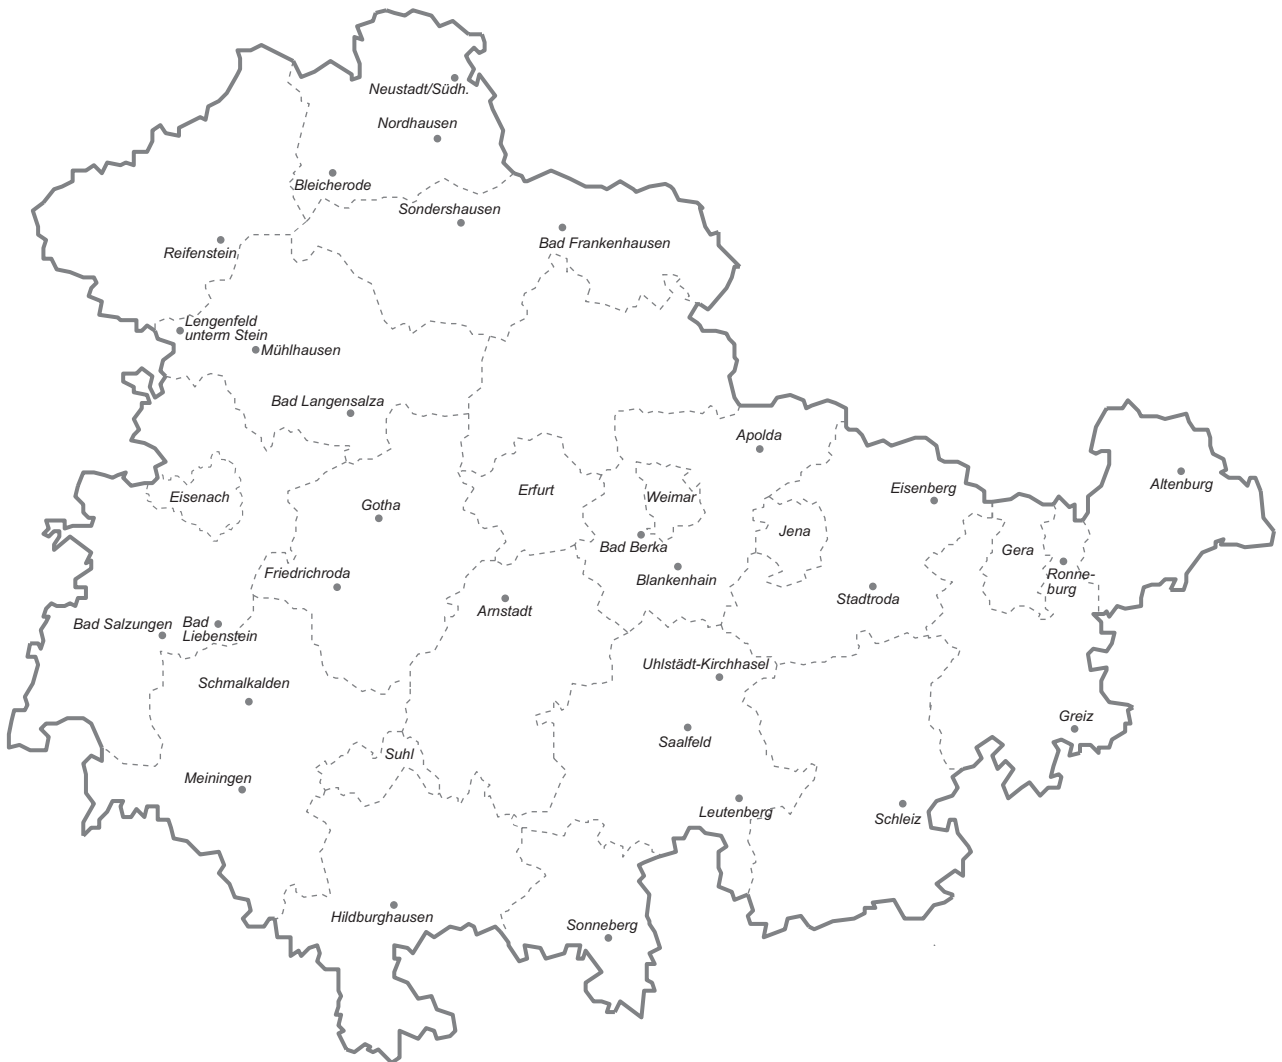 Neustadt/Südh.
Nordhausen
Bleicherode
Sondershausen
Bad Frankenhausen
Reifenstein
Lengenfeld
unterm Stein
Mühlhausen
Bad Langensalza
Apolda
Altenburg
Eisenach
Erfurt
Weimar
Eisenberg
Gotha
Jena
Bad Berka
Gera
Friedrichroda
Blankenhain
Ronne-
burg
Stadtroda
Arnstadt
Bad Salzungen
Bad
Liebenstein
Uhlstädt-Kirchhasel
Schmalkalden
Greiz
Saalfeld
Suhl
Meiningen
Leutenberg
Schleiz
Hildburghausen
Sonneberg